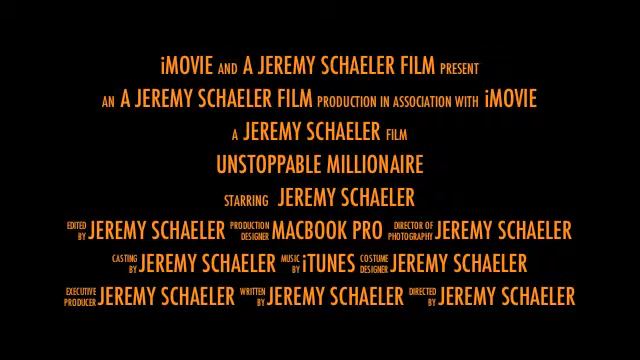 iMOVIE AND A JEREMY SCHAELER FILM PRESENT
AN A JEREMY SCHAELER FILM PRODUCTION IN ASSOCIATION WITH iMOVIE
A JEREMY SCHAELER FILM
UNSTOPPABLE MILLIONAIRE
STARRING JEREMY SCHAELER
EDITED BY JEREMY SCHAELER PRODUCTION DESIGNER MACBOOK PRO DIRECTOR OF PHOTOGRAPHY JEREMY SCHAELER
CASTING BY JEREMY SCHAELER MUSIC BY iTUNES COSTUME DESIGNER JEREMY SCHAELER
EXECUTIVE PRODUCER JEREMY SCHAELER WRITTEN BY JEREMY SCHAELER DIRECTED BY JEREMY SCHAELER